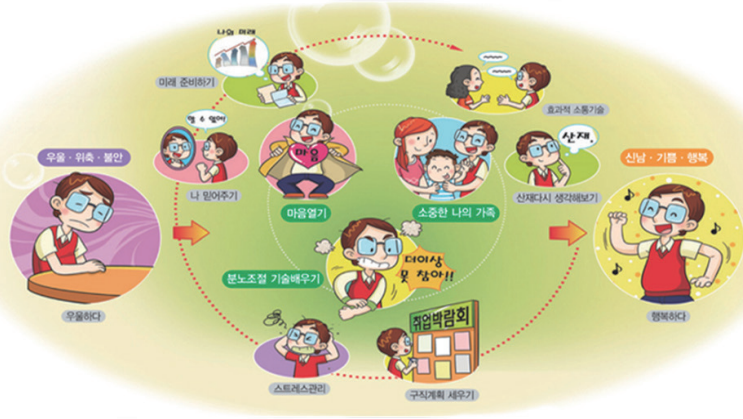 나의 미래
미래 준비하기
효과적 소통기술
할 수 있어!
나 믿어주기
마음
마음열기
소중한 나의 가족
산재,
산재다시 생각해보기
우울 · 위축 · 불안
우울하다
신남 · 기쁨 · 행복
행복하다
분노조절 기술배우기
더이상
못 참아!!
스트레스관리
취업박람회
구직계획 세우기